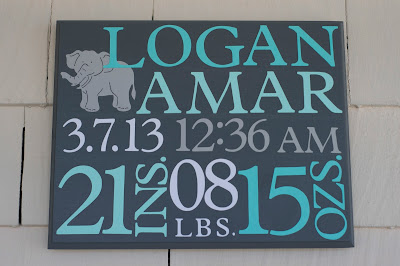 LOGAN
AMAR
3.7.13 12:36 AM
21 INS. 08 LBS. 15 OZS.